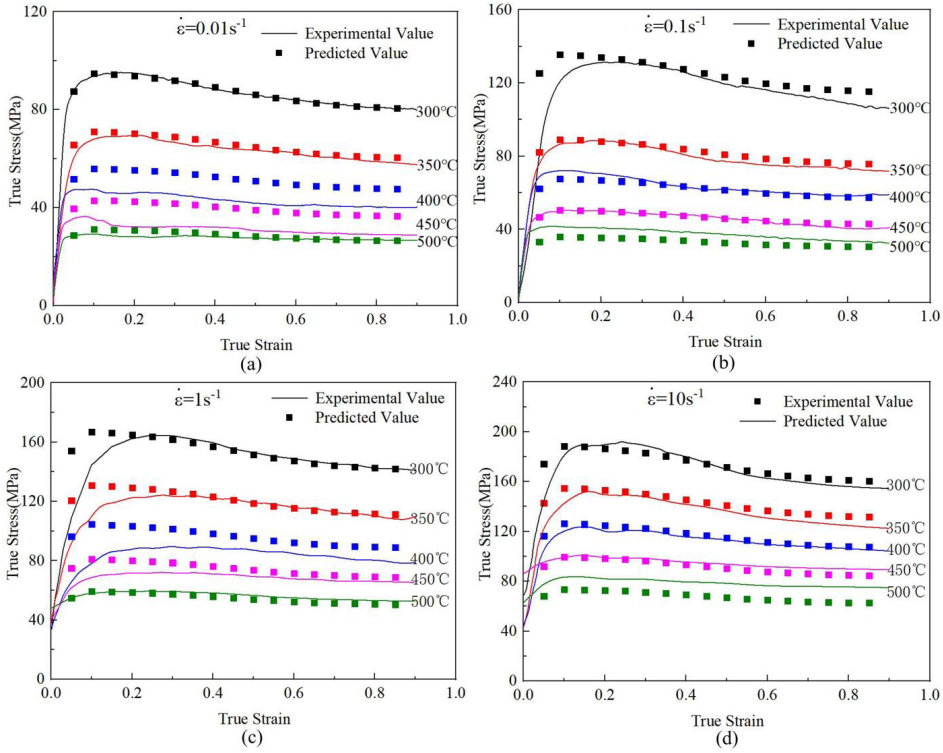 ε̇=0.01s⁻¹
Experimental Value
Predicted Value
True Stress(MPa)
120
80
40
0
300°C
350°C
400°C
450°C
500°C
0.0 0.2 0.4 0.6 0.8 1.0
True Strain
(a)
ε̇=0.1s⁻¹
Experimental Value
Predicted Value
True Stress(MPa)
160
120
80
40
0
300°C
350°C
400°C
450°C
500°C
0.0 0.2 0.4 0.6 0.8 1.0
True Strain
(b)
ε̇=1s⁻¹
Experimental Value
Predicted Value
True Stress(MPa)
200
160
120
80
40
0
300℃
350℃
400℃
450℃
500℃
0.0 0.2 0.4 0.6 0.8 1.0
True Strain
(c)
ε̇=10s⁻¹
Experimental Value
Predicted Value
True Stress(MPa)
240
200
160
120
80
40
0
300℃
350℃
400℃
450℃
500℃
0.0 0.2 0.4 0.6 0.8 1.0
True Strain
(d)